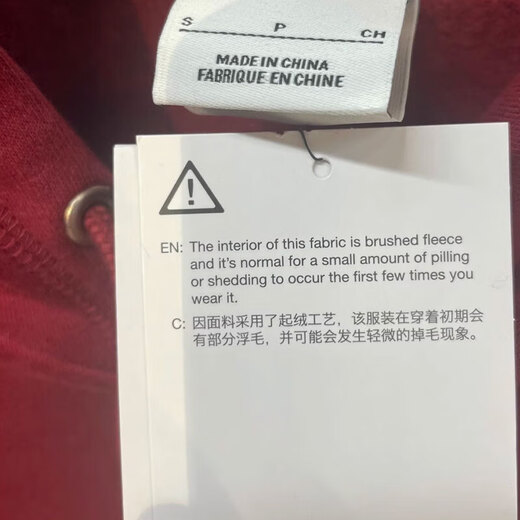 S P CH
MADE IN CHINA
FABRIQUE EN CHINE
EN: The interior of this fabric is brushed fleece
and it's normal for a small amount of pilling
or shedding to occur the first few times you
wear it.
C: 因面料采用了起绒工艺，该服装在穿着初期会
有部分浮毛，并可能会发生轻微的掉毛现象。